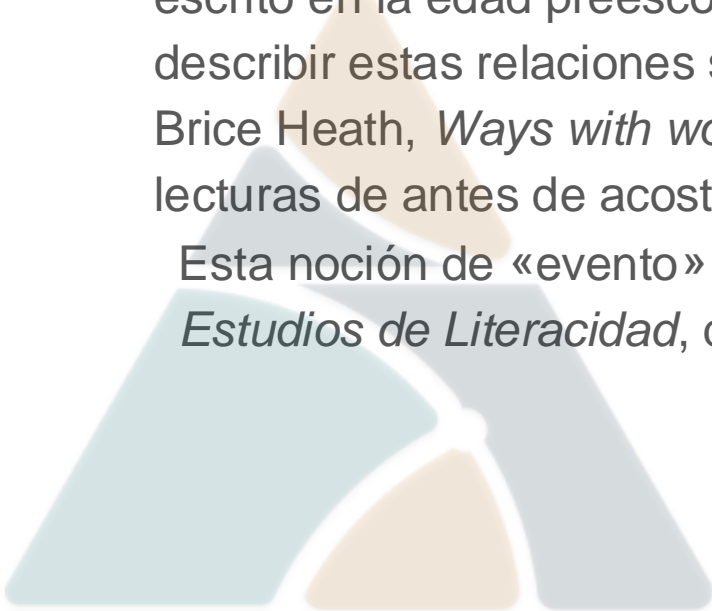 escrito en la edad preesco
describir estas relaciones s
Brice Heath, Ways with wo
lecturas de antes de acost
Esta noción de «evento»
Estudios de Literacidad, c